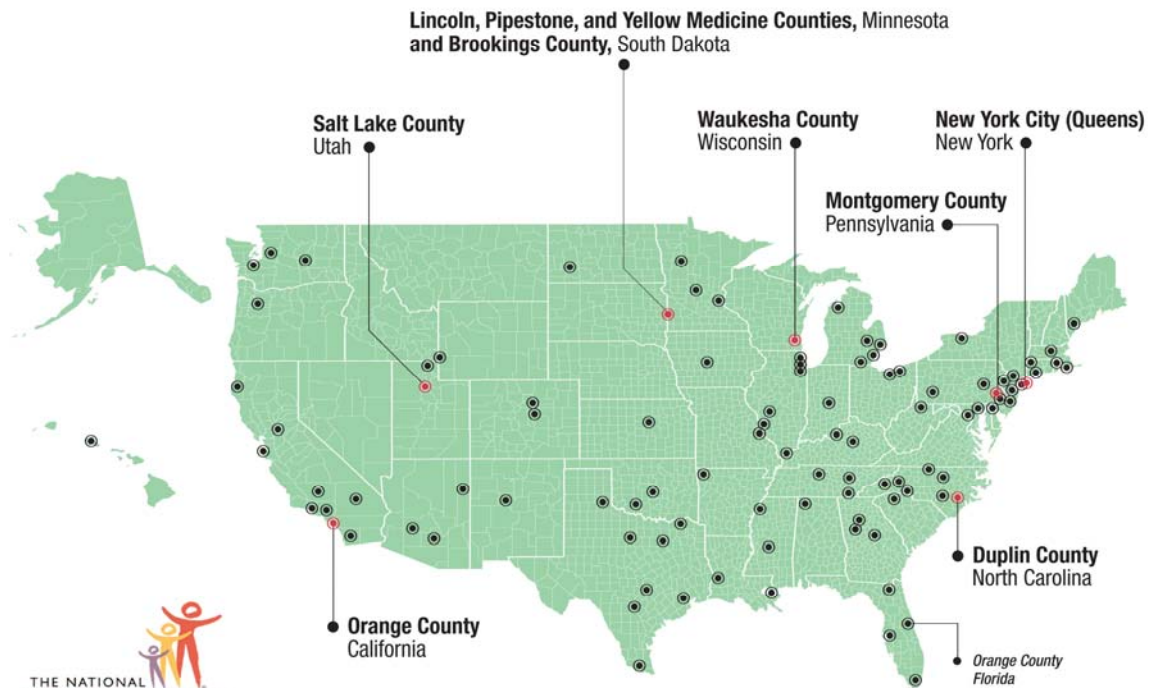 Lincoln, Pipestone, and Yellow Medicine Counties, Minnesota
and Brookings County, South Dakota
Salt Lake County
Utah
Waukesha County
Wisconsin
New York City (Queens)
New York
Montgomery County
Pennsylvania
Duplin County
North Carolina
Orange County
California
Orange County
Florida
THE NATIONAL